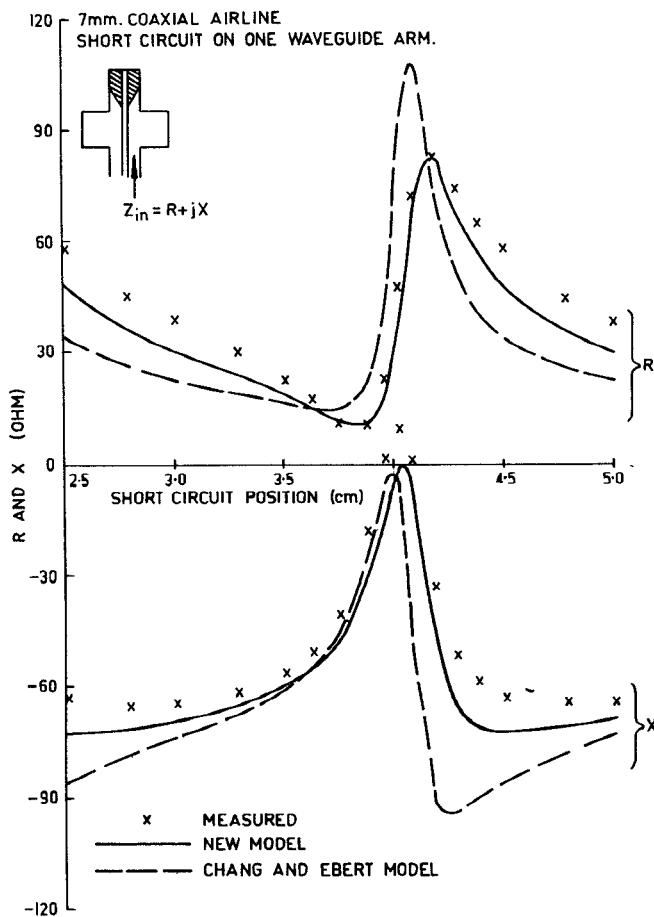 7mm. COAXIAL AIRLINE
SHORT CIRCUIT ON ONE WAVEGUIDE ARM.
Zin = R+jX
120
90
60
30
0
-30
-60
-90
-120
R AND X (OHM)
2.5 3.0 3.5 4.0 4.5 5.0
SHORT CIRCUIT POSITION (cm)
R
X
x MEASURED
NEW MODEL
CHANG AND EBERT MODEL